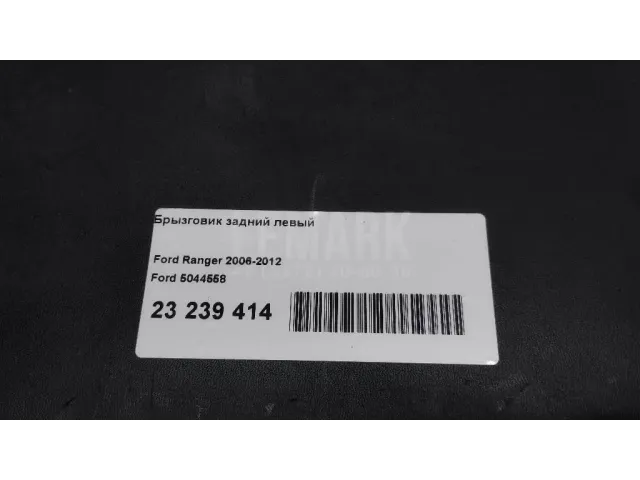 Брызговик задний левый
Ford Ranger 2006-2012
Ford 5044558
23 239 414